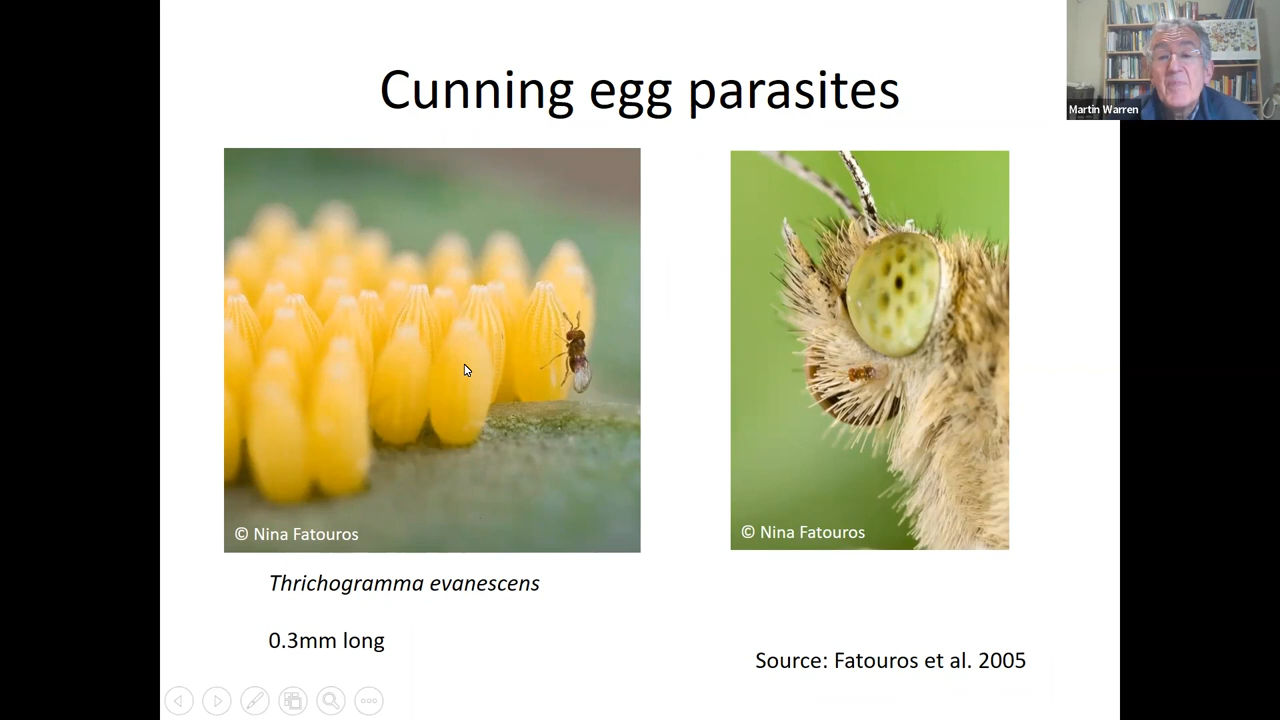 Cunning egg parasites
Martin Warren
© Nina Fatouros
© Nina Fatouros
Thrichogramma evanescens
0.3mm long
Source: Fatouros et al. 2005